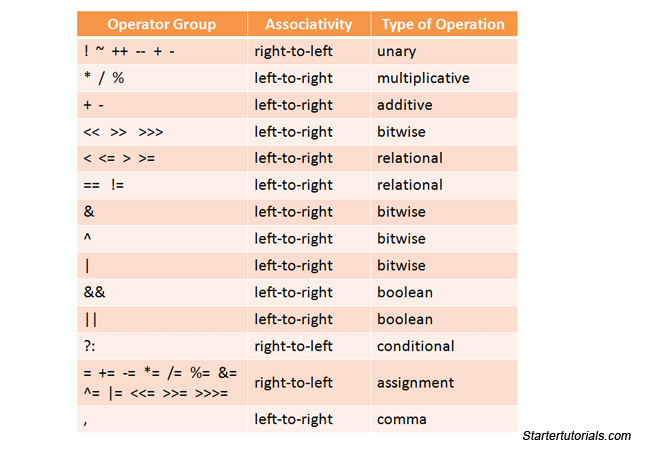 Operator Group Associativity Type of Operation
! ~ ++ -- + - right-to-left unary
* / % left-to-right multiplicative
+ - left-to-right additive
<< >> >>> left-to-right bitwise
< <= > >= left-to-right relational
== != left-to-right relational
& left-to-right bitwise
^ left-to-right bitwise
| left-to-right bitwise
&& left-to-right boolean
|| left-to-right boolean
?: right-to-left conditional
= += -= *= /= %= &=
^= |= <<= >>= >>>= right-to-left assignment
, left-to-right comma
Startertutorials.com